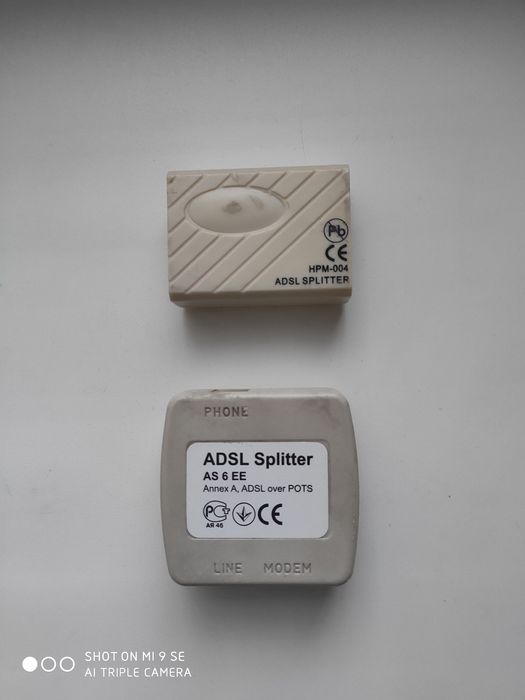 Pb
CE
HPM-004
ADSL SPLITTER
PHONE
ADSL Splitter
AS 6 EE
Annex A, ADSL over POTS
РСТ CE
АЯ 46
LINE MODEM
SHOT ON MI 9 SE
AI TRIPLE CAMERA